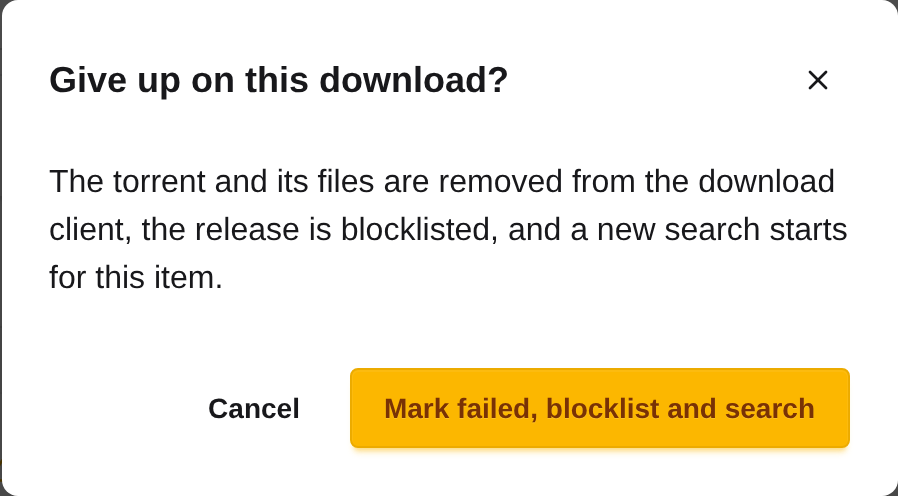 Give up on this download?
The torrent and its files are removed from the download
client, the release is blocklisted, and a new search starts
for this item.
Cancel
Mark failed, blocklist and search